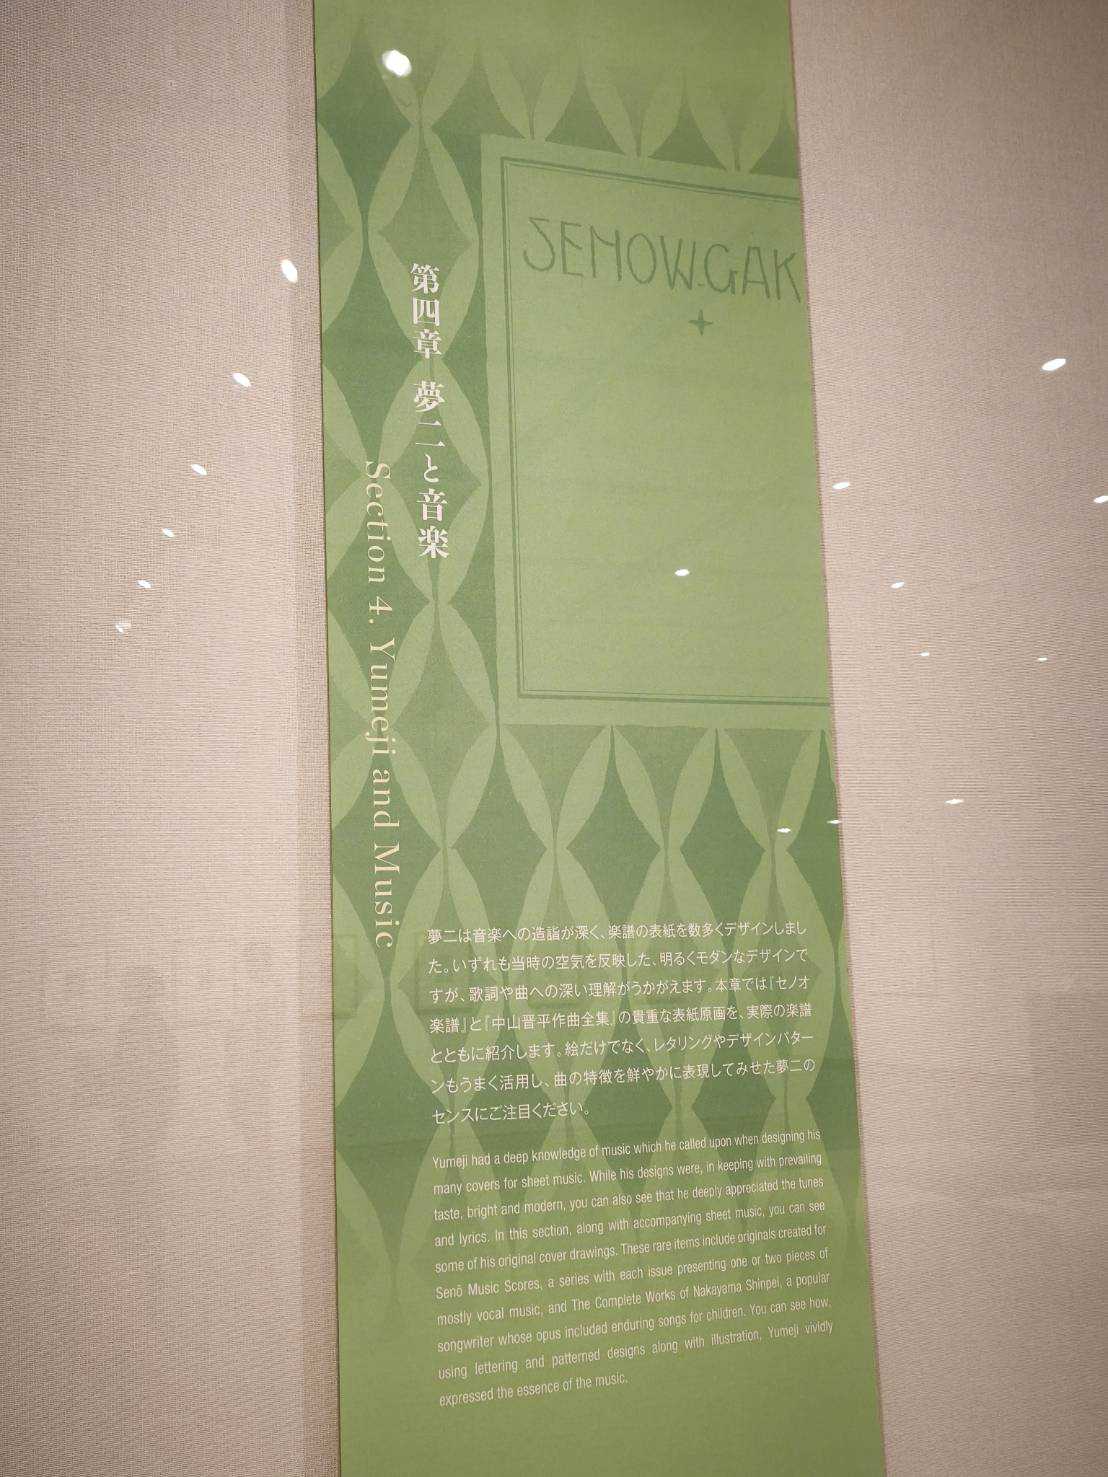 SEHOW.GAK
第四章 夢二と音楽
Section 4. Yumeji and Music
夢二は音楽への造詣が深く、楽譜の表紙を数多くデザインしまし
た。いずれも当時の空気を反映した、明るくモダンなデザインで
すが、歌詞や曲への深い理解がうかがえます。本章では『セノオ
楽譜』と『中山晋平作曲全集』の貴重な表紙原画を、実際の楽譜
とともに紹介します。絵だけでなく、レタリングやデザインパター
ンもうまく活用し、曲の特徴を鮮やかに表現してみせた夢二の
センスにご注目ください。
Yumeji had a deep knowledge of music which he called upon when designing his
many covers for sheet music. While his designs were, in keeping with prevailing
taste, bright and modern, you can also see that he deeply appreciated the tunes
and lyrics. In this section, along with accompanying sheet music, you can see
some of his original cover drawings. These rare items include originals created for
Senō Music Scores, a series with each issue presenting one or two pieces of
mostly vocal music, and The Complete Works of Nakayama Shinpei, a popular
songwriter whose opus included enduring songs for children. You can see how,
using lettering and patterned designs along with illustration, Yumeji vividly
expressed the essence of the music.